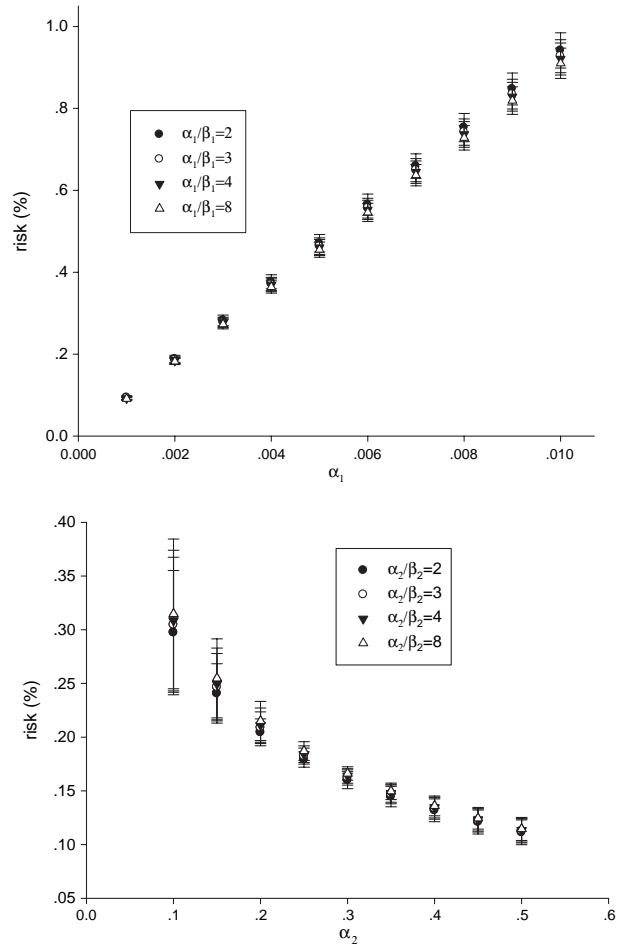 1.0
.8
.6
.4
.2
0.0
risk (%)
α₁/β₁=2
α₁/β₁=3
α₁/β₁=4
α₁/β₁=8
0.000 .002 .004 .006 .008 .010
α₁
.40
.35
.30
.25
.20
.15
.10
.05
risk (%)
α₂/β₂=2
α₂/β₂=3
α₂/β₂=4
α₂/β₂=8
0.0 .1 .2 .3 .4 .5 .6
α₂